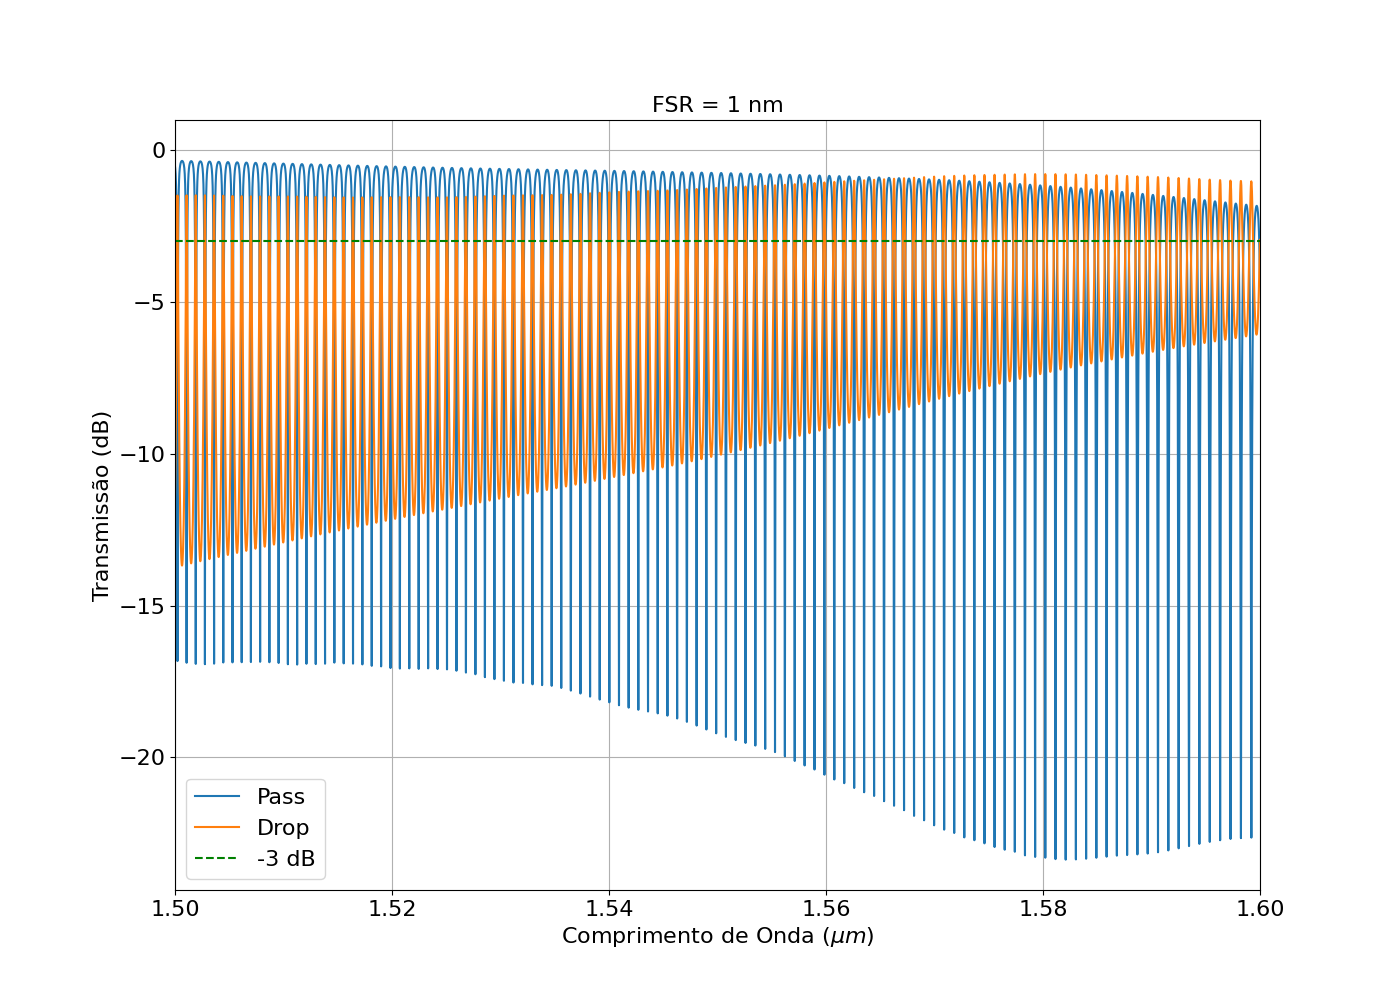 FSR = 1 nm
Transmissão (dB)
0
−5
−10
−15
−20
Pass
Drop
-3 dB
1.50 1.52 1.54 1.56 1.58 1.60
Comprimento de Onda (μm)